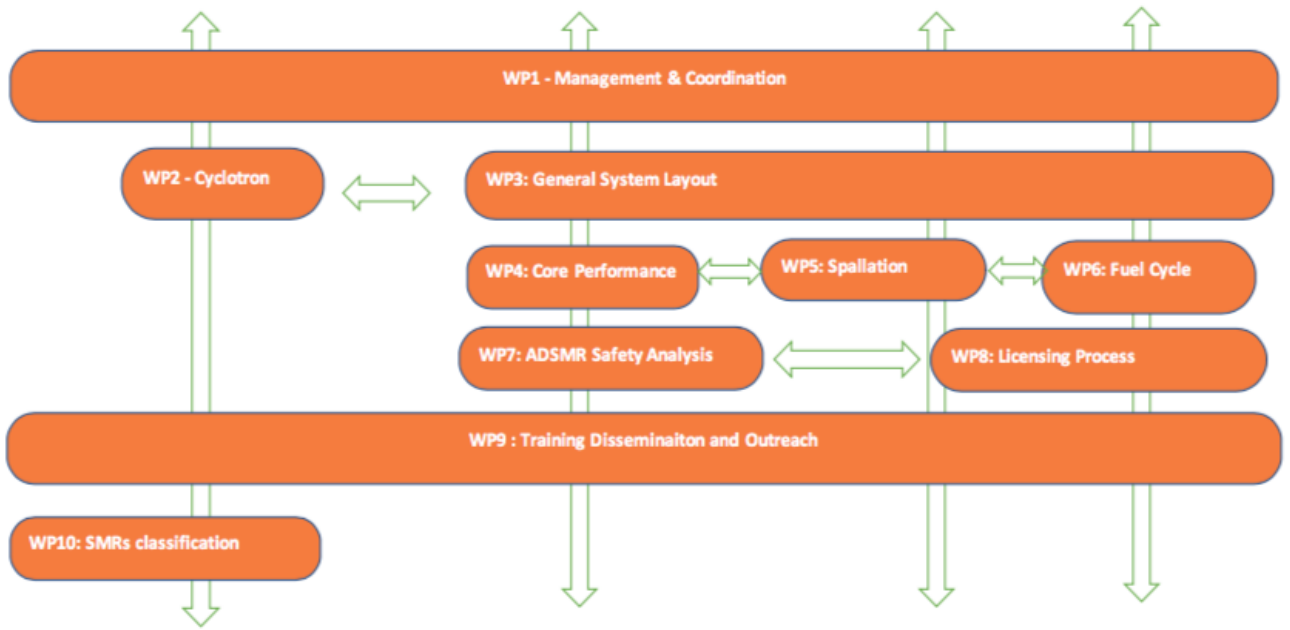 WP1 - Management & Coordination
WP2 - Cyclotron
WP3: General System Layout
WP4: Core Performance
WP5: Spallation
WP6: Fuel Cycle
WP7: ADSMR Safety Analysis
WP8: Licensing Process
WP9 : Training Disseminaiton and Outreach
WP10: SMRs classification